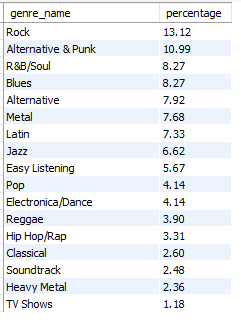 genre_name percentage
Rock 13.12
Alternative & Punk 10.99
R&B/Soul 8.27
Blues 8.27
Alternative 7.92
Metal 7.68
Latin 7.33
Jazz 6.62
Easy Listening 5.67
Pop 4.14
Electronica/Dance 4.14
Reggae 3.90
Hip Hop/Rap 3.31
Classical 2.60
Soundtrack 2.48
Heavy Metal 2.36
TV Shows 1.18